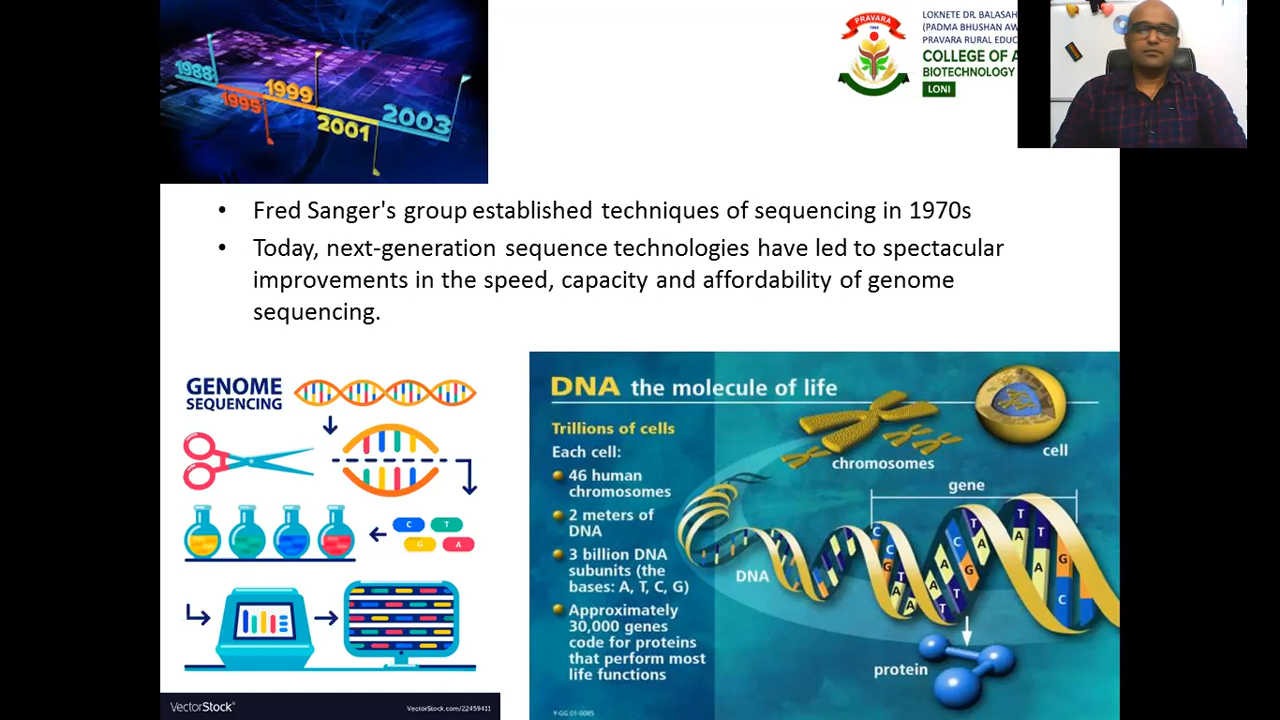 1988
1995
1999
2001
2003
PRAVARA
LOKNETE DR. BALASAH
(PADMA BHUSHAN AW
PRAVARA RURAL EDUC
COLLEGE OF A
BIOTECHNOLOGY
LONI
• Fred Sanger's group established techniques of sequencing in 1970s
• Today, next-generation sequence technologies have led to spectacular
improvements in the speed, capacity and affordability of genome
sequencing.
GENOME
SEQUENCING
C T
G A
VectorStock®
VectorStock.com/22459411
DNA the molecule of life
Trillions of cells
Each cell:
46 human
chromosomes
2 meters of
DNA
3 billion DNA
subunits (the
bases: A, T, C, G)
Approximately
30,000 genes
code for proteins
that perform most
life functions
chromosomes
cell
gene
DNA
C
C
G
T
A
A
A
T
T
A
C
G
T
A
T
A
T
G
C
protein
Y-GG 01-0085